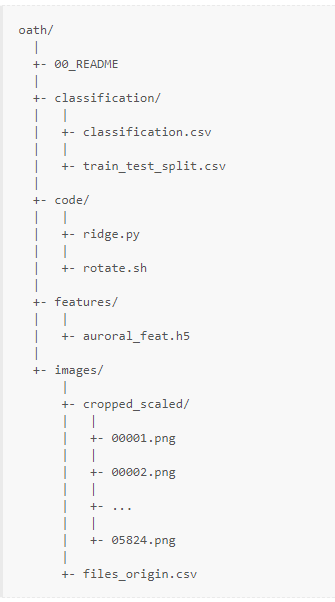 oath/
|
+- 00_README
|
+- classification/
|  |
|  +- classification.csv
|  |
|  +- train_test_split.csv
|
+- code/
|  |
|  +- ridge.py
|  |
|  +- rotate.sh
|
+- features/
|  |
|  +- auroral_feat.h5
|
+- images/
   |
   +- cropped_scaled/
   |  |
   |  +- 00001.png
   |  |
   |  +- 00002.png
   |  |
   |  +- ...
   |  |
   |  +- 05824.png
   |
   +- files_origin.csv